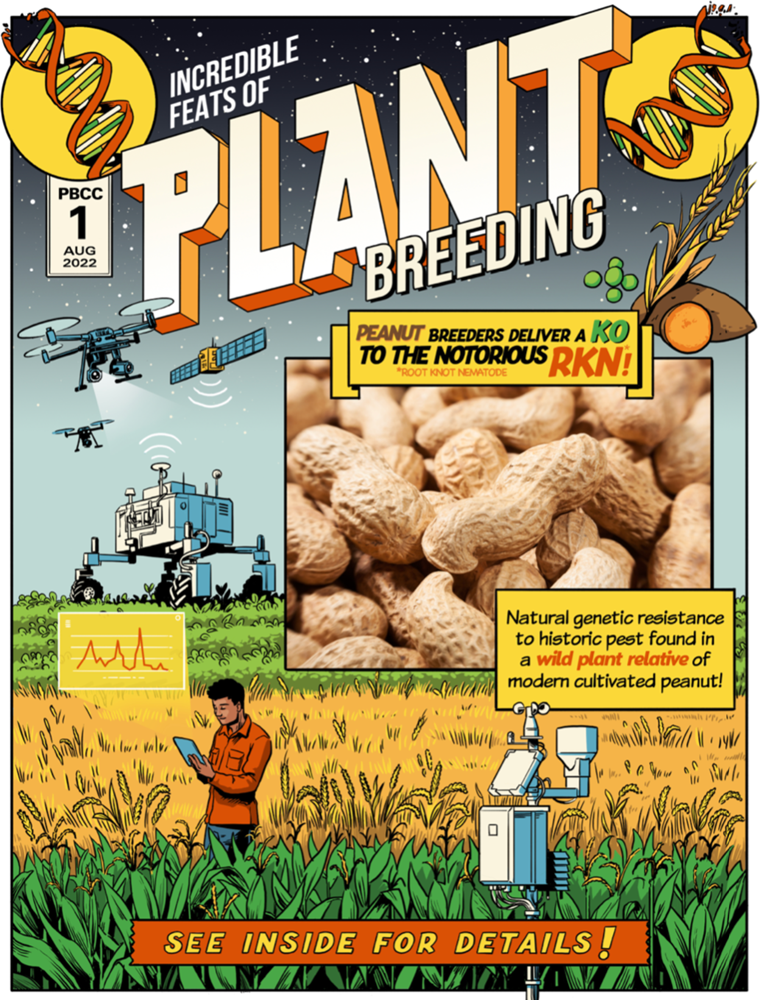 INCREDIBLE
FEATS OF
PLANT
BREEDING
PBCC
1
AUG
2022
PEANUT BREEDERS DELIVER A KO
TO THE NOTORIOUS RKN!
*ROOT KNOT NEMATODE
Natural genetic resistance
to historic pest found in
a wild plant relative of
modern cultivated peanut!
SEE INSIDE FOR DETAILS!